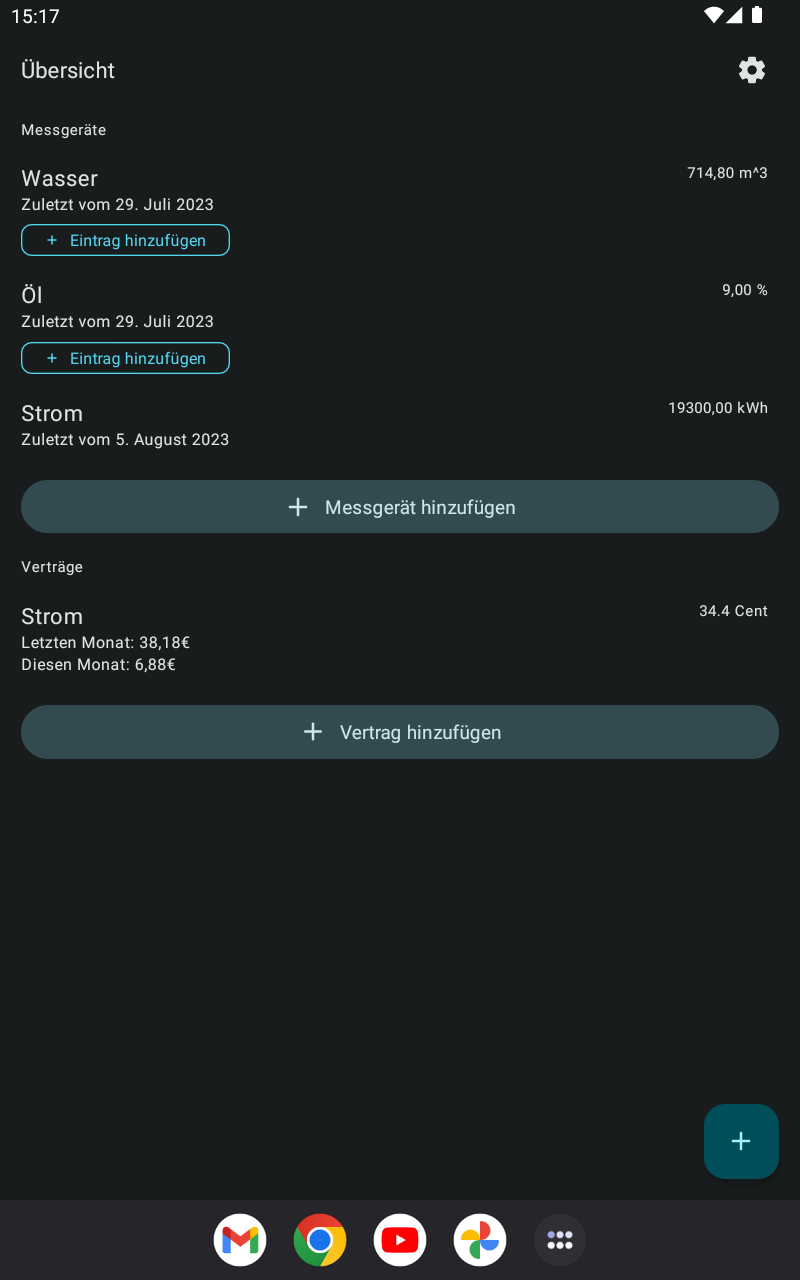 15:17
Übersicht
Messgeräte
Wasser
714,80 m^3
Zuletzt vom 29. Juli 2023
+ Eintrag hinzufügen
Öl
9,00 %
Zuletzt vom 29. Juli 2023
+ Eintrag hinzufügen
Strom
19300,00 kWh
Zuletzt vom 5. August 2023
+ Messgerät hinzufügen
Verträge
Strom
34.4 Cent
Letzten Monat: 38,18€
Diesen Monat: 6,88€
+ Vertrag hinzufügen
+